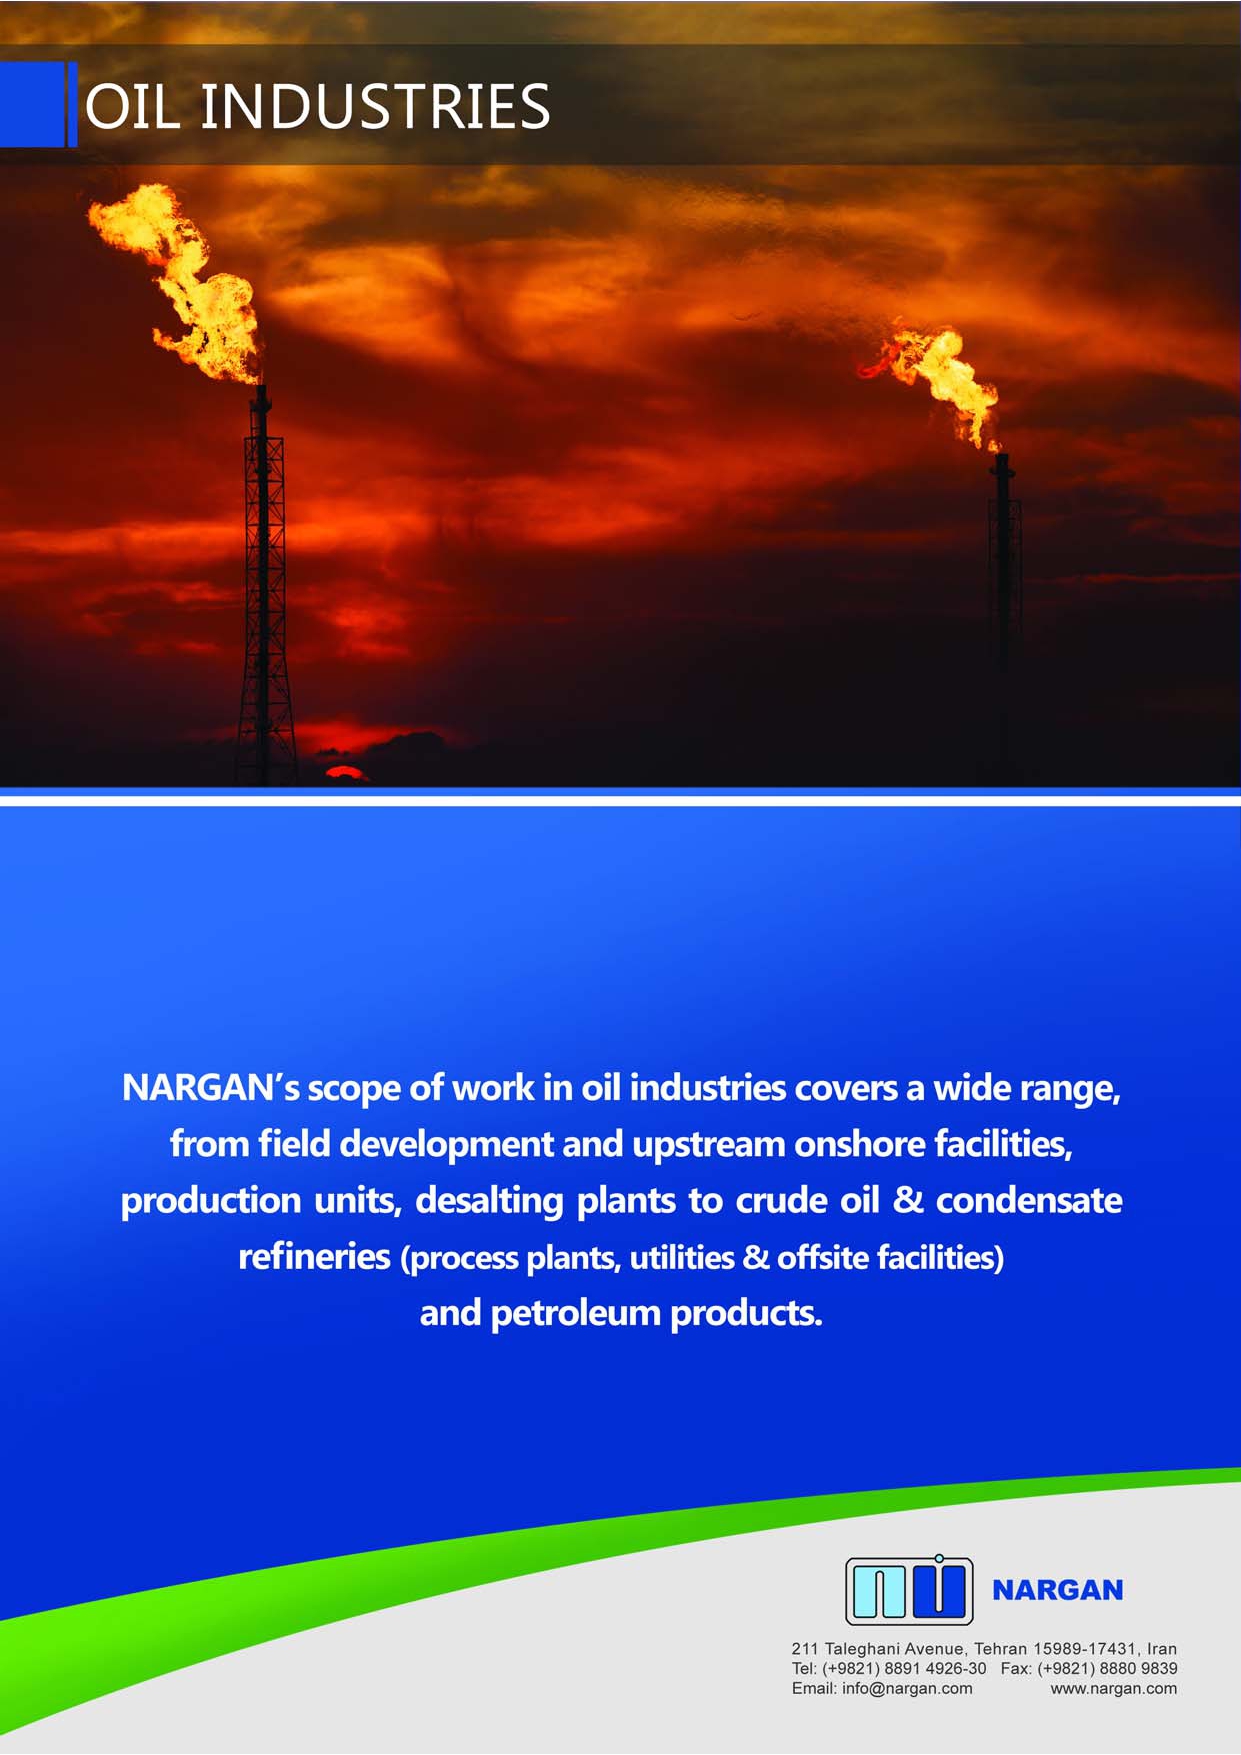 OIL INDUSTRIES
NARGAN’s scope of work in oil industries covers a wide range,
from field development and upstream onshore facilities,
production units, desalting plants to crude oil & condensate
refineries (process plants, utilities & offsite facilities)
and petroleum products.
NARGAN
211 Taleghani Avenue, Tehran 15989-17431, Iran
Tel: (+9821) 8891 4926-30 Fax: (+9821) 8880 9839
Email: info@nargan.com www.nargan.com